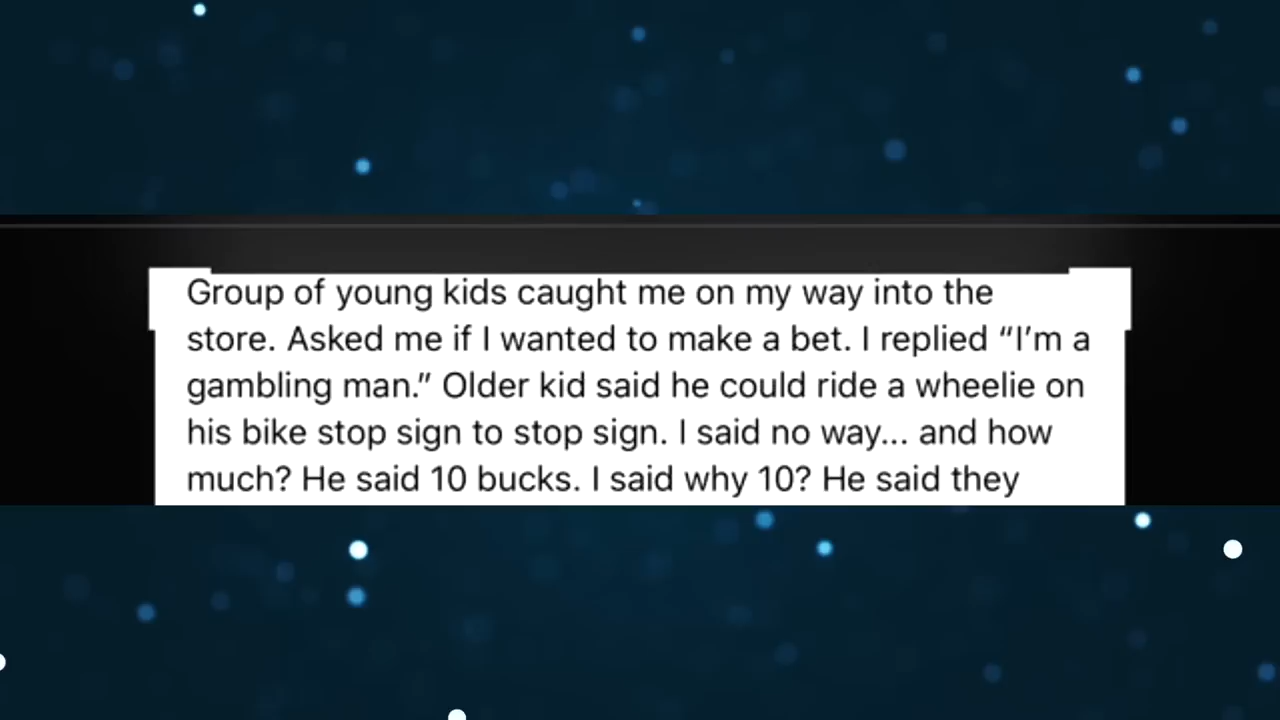 Group of young kids caught me on my way into the
store. Asked me if I wanted to make a bet. I replied “I’m a
gambling man.” Older kid said he could ride a wheelie on
his bike stop sign to stop sign. I said no way... and how
much? He said 10 bucks. I said why 10? He said they